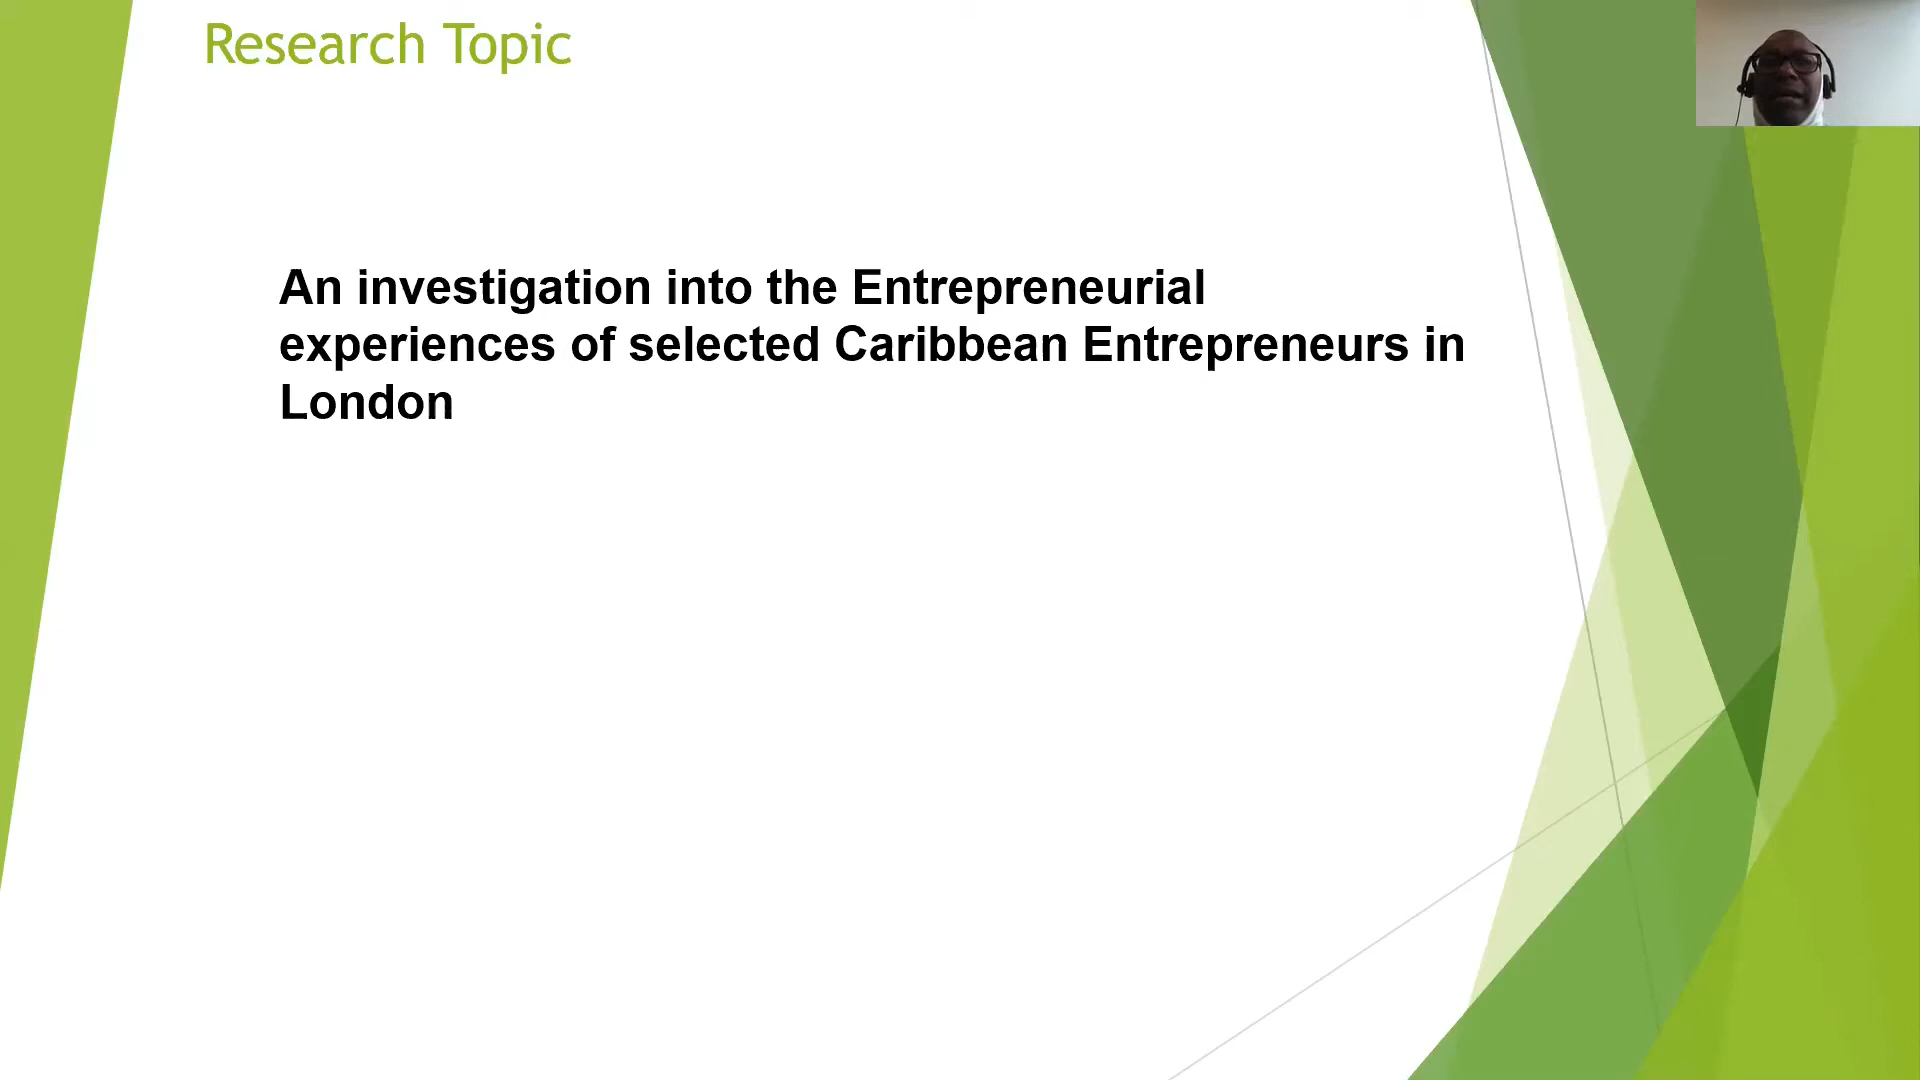 Research Topic
An investigation into the Entrepreneurial
experiences of selected Caribbean Entrepreneurs in
London